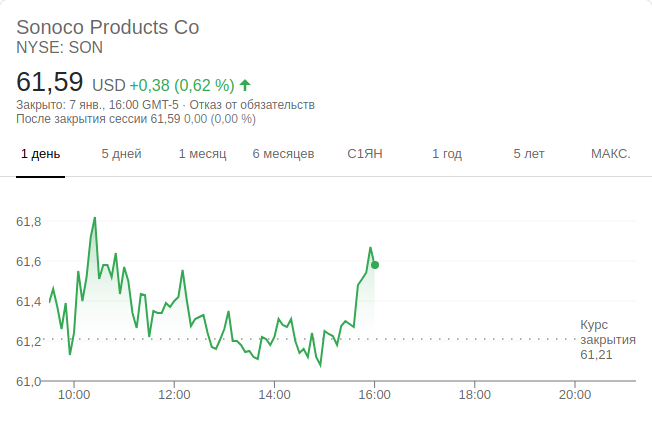 Sonoco Products Co
NYSE: SON
61,59 USD +0,38 (0,62 %)
Закрыто: 7 янв., 16:00 GMT-5 · Отказ от обязательств
После закрытия сессии 61,59 0,00 (0,00 %)
1 день 5 дней 1 месяц 6 месяцев С1ЯН 1 год 5 лет МАКС.
61,8
61,6
61,4
61,2
61,0
Курс
закрытия
61,21
10:00 12:00 14:00 16:00 18:00 20:00